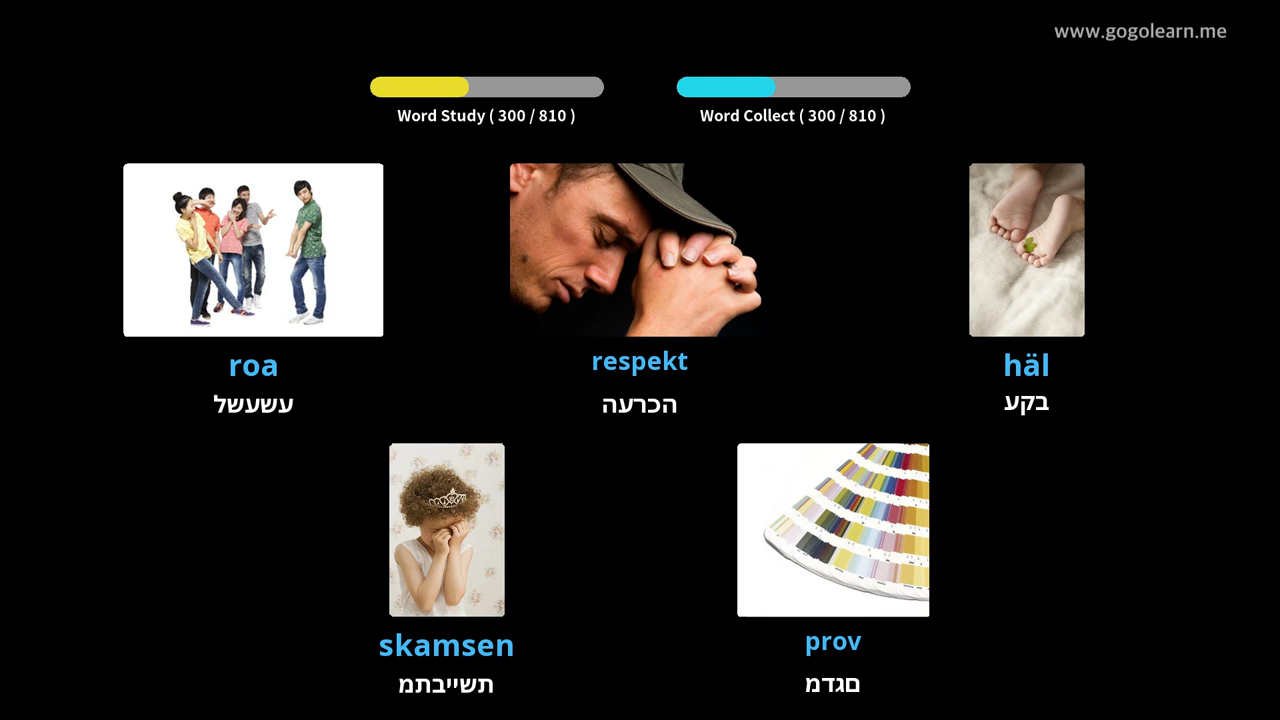 www.gogolearn.me
Word Study ( 300 / 810 )
Word Collect ( 300 / 810 )
roa
עשעשל
respekt
הכרעה
häl
בקע
skamsen
תשייבתמ
prov
םגדמ